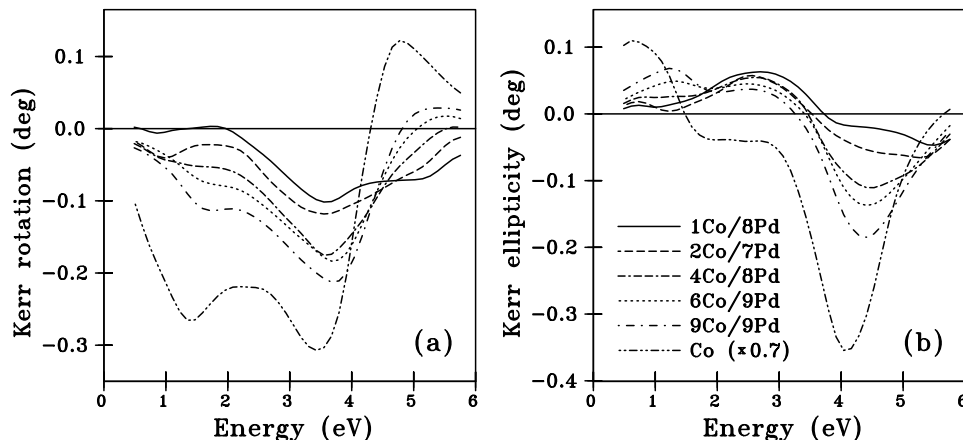 Kerr rotation (deg)
0.1
0.0
-0.1
-0.2
-0.3
0 1 2 3 4 5 6
Energy (eV)
(a)
Kerr ellipticity (deg)
0.1
0.0
-0.1
-0.2
-0.3
-0.4
0 1 2 3 4 5 6
Energy (eV)
1Co/8Pd
2Co/7Pd
4Co/8Pd
6Co/9Pd
9Co/9Pd
Co (×0.7)
(b)